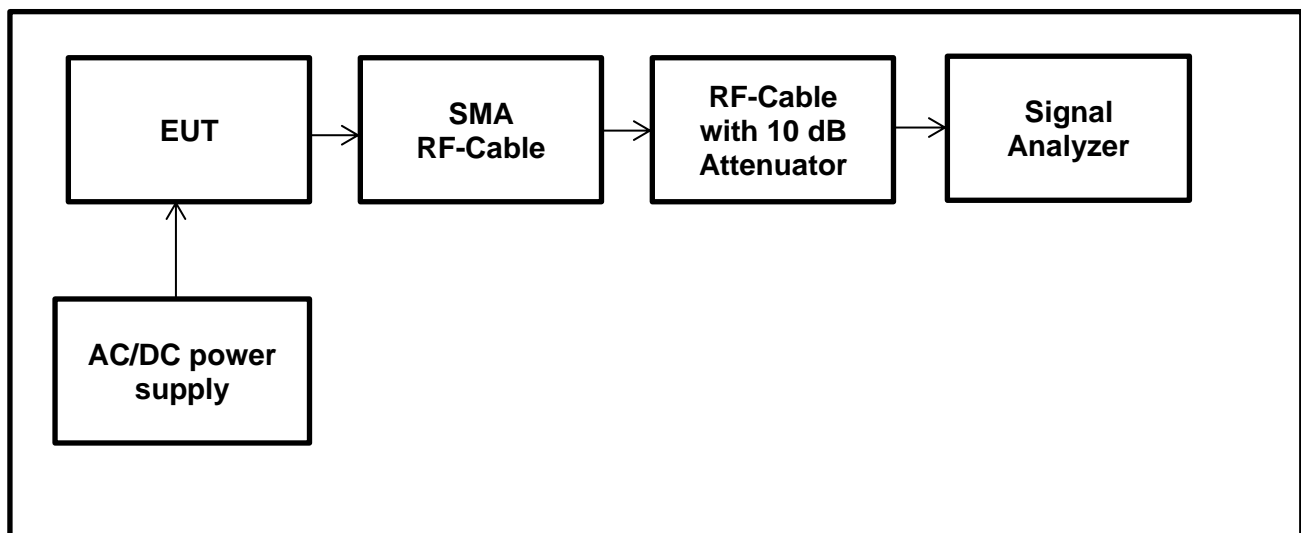 EUT
SMA
RF-Cable
RF-Cable
with 10 dB
Attenuator
Signal
Analyzer
AC/DC power
supply